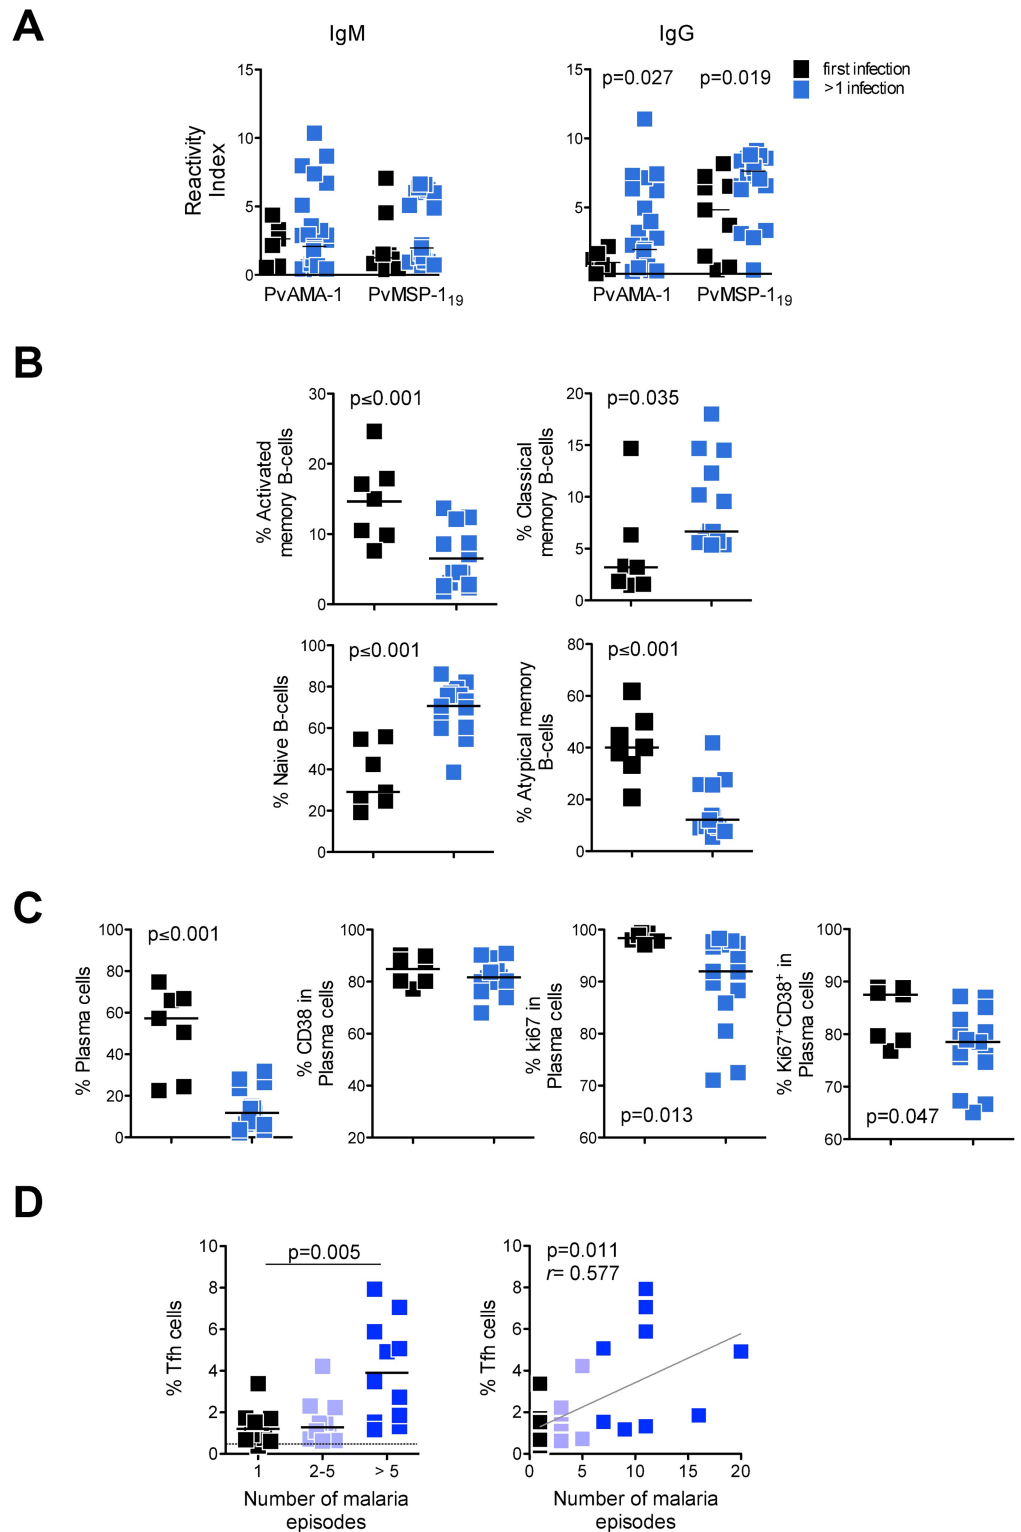 A
IgM
IgG
first infection
>1 infection
Reactivity
Index
15
10
5
0
PvAMA-1
PvMSP-1₁₉
15
10
5
p=0.027
p=0.019
PvAMA-1
PvMSP-1₁₉
B
% Activated
memory B-cells
30
20
10
0
p≤0.001
% Classical
memory B-cells
20
15
10
5
0
p=0.035
% Naive B-cells
100
80
60
40
20
0
p≤0.001
% Atypical memory
B-cells
80
60
40
20
0
p≤0.001
C
% Plasma cells
100
80
60
40
20
0
p≤0.001
% CD38 in
Plasma cells
100
80
60
40
20
% ki67 in
Plasma cells
100
90
80
70
60
p=0.013
% Ki67⁺CD38⁺ in
Plasma cells
100
90
80
70
60
p=0.047
D
% Tfh cells
10
8
6
4
2
0
p=0.005
1
2-5
> 5
Number of malaria
episodes
% Tfh cells
10
8
6
4
2
0
p=0.011
r= 0.577
0
5
10
15
20
Number of malaria
episodes